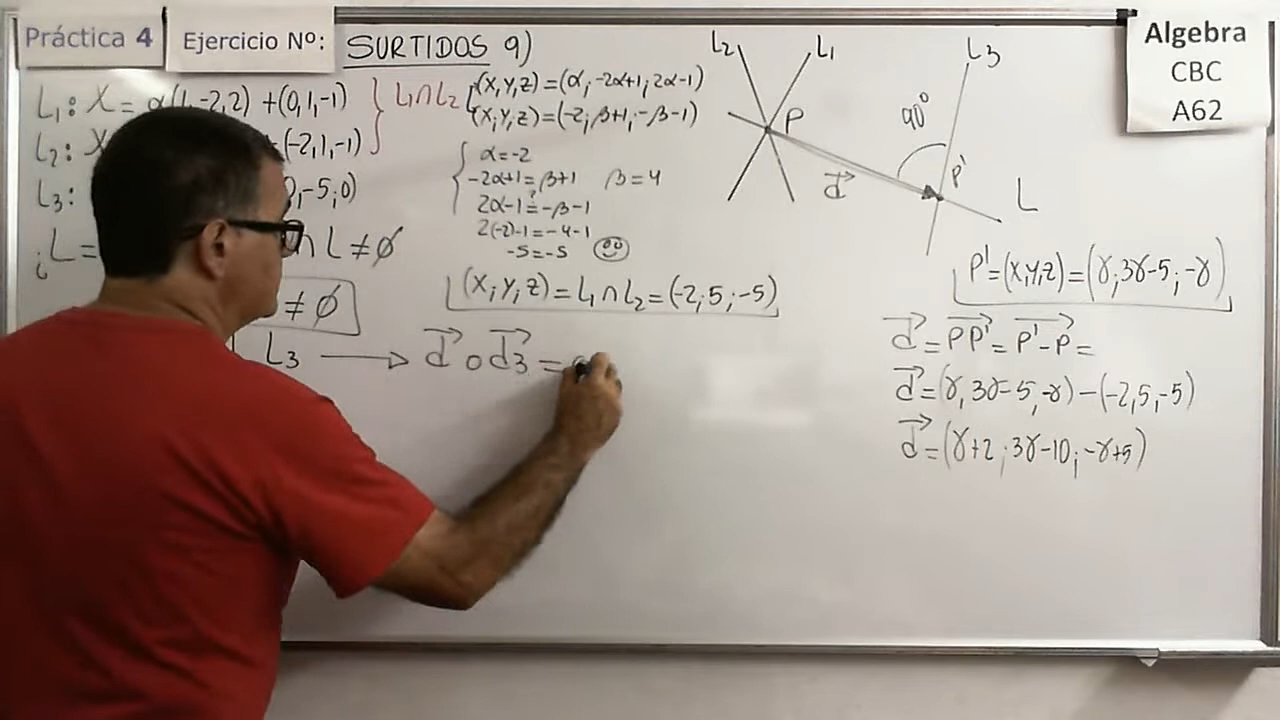 Práctica 4
Ejercicio Nº:
SURTIDOS 9)
Algebra
CBC
A62
L1: X= α(1,-2,2) +(0,1,-1)
L2: X +(-2,1,-1)
L3: ,-5;0)
L1∩L2
(X,Y,Z)=(α;-2α+1;2α-1)
(X;Y,Z)=(-2;β+1;-β-1)
α=-2
-2α+1=β+1 β=4
2α-1=?-β-1
2(-2)-1=-4-1
-5=-5
¿L= ∩L≠∅
≠∅
(X;Y,Z)=L1∩L2=(-2;5;-5)
L3 → d o d3 =
L2 L1 L3
P
90°
P'
d
L
P'=(X,Y,Z)=(γ;3γ-5;-γ)
d=PP'=P'-P=
d=(γ,3γ-5,-γ)-(-2,5,-5)
d=(γ+2;3γ-10;-γ+5)